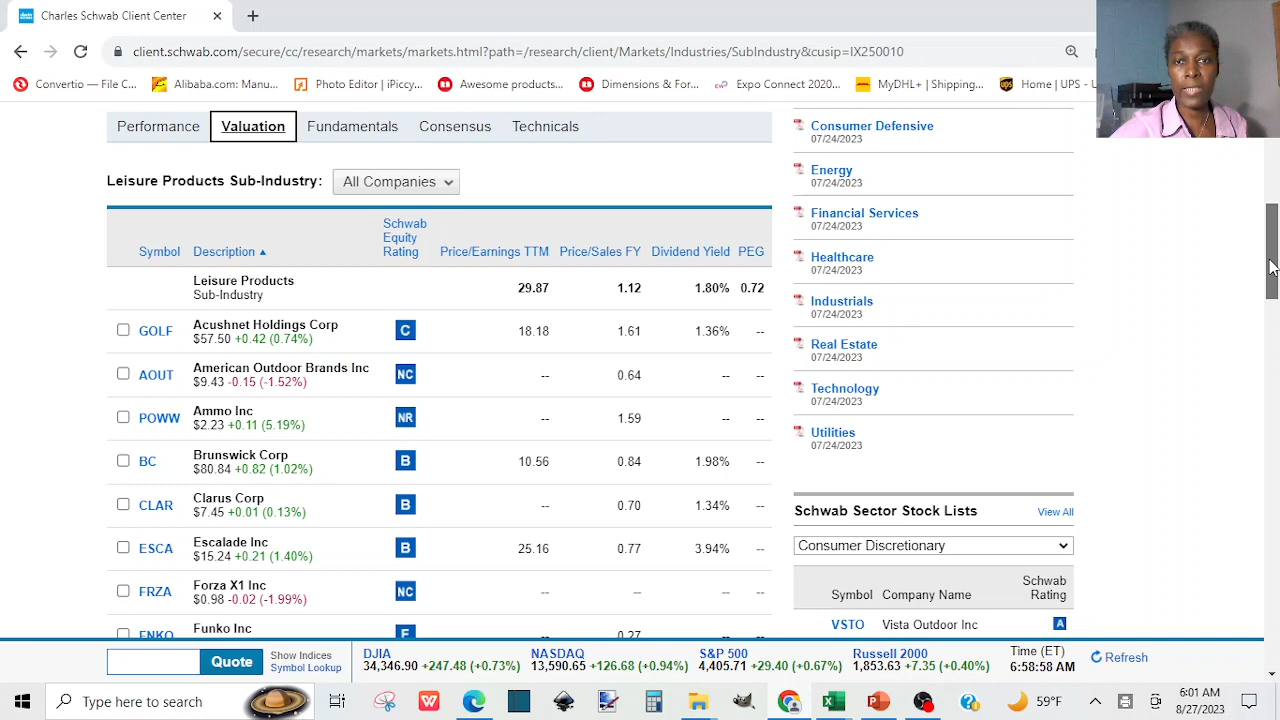 Charles Schwab Client
client.schwab.com/secure/cc/research/markets/markets.html?path=/research/client/Markets/Industries/SubIndustry&cusip=IX250010
Convertio — C... Alibaba.com: Manu... Photo Editor | iPiccy... Awesome products... Dimensions & For... Expo Connect 2020... MyDHL+ | Shipping... Home | UPS -
Performance Valuation Fundamentals Consensus Technicals
Leisure Products Sub-Industry: All Companies
Symbol Description Schwab Equity Rating Price/Earnings TTM Price/Sales FY Dividend Yield PEG
Leisure Products 29.87 1.12 1.80% 0.72
Sub-Industry
GOLF Acushnet Holdings Corp C 18.18 1.61 1.36% --
$57.50 +0.42 (0.74%)
AOUT American Outdoor Brands Inc NC -- 0.64 -- --
$9.43 -0.15 (-1.52%)
POWW Ammo Inc NR -- 1.59 -- --
$2.23 +0.11 (5.19%)
BC Brunswick Corp B 10.56 0.84 1.98% --
$80.84 +0.82 (1.02%)
CLAR Clarus Corp B -- 0.70 1.34% --
$7.45 +0.01 (0.13%)
ESCA Escalade Inc B 25.16 0.77 3.94% --
$15.24 +0.21 (1.40%)
FRZA Forza X1 Inc NC -- -- -- --
$0.98 -0.02 (-1.99%)
FNKO Funko Inc F -- 0.27 -- --
Consumer Defensive
07/24/2023
Energy
07/24/2023
Financial Services
07/24/2023
Healthcare
07/24/2023
Industrials
07/24/2023
Real Estate
07/24/2023
Technology
07/24/2023
Utilities
07/24/2023
Schwab Sector Stock Lists View All
Consumer Discretionary
Symbol Company Name Schwab Rating
VSTO Vista Outdoor Inc A
Quote
Show Indices
Symbol Lookup
DJIA
34,346.90 +247.48 (+0.73%)
NASDAQ
13,590.65 +126.68 (+0.94%)
S&P 500
4,405.71 +29.40 (+0.67%)
Russell 2000
1,853.63 +7.35 (+0.40%)
Time (ET)
6:58:58 AM
Refresh
Type here to search
59°F
6:01 AM
8/27/2023